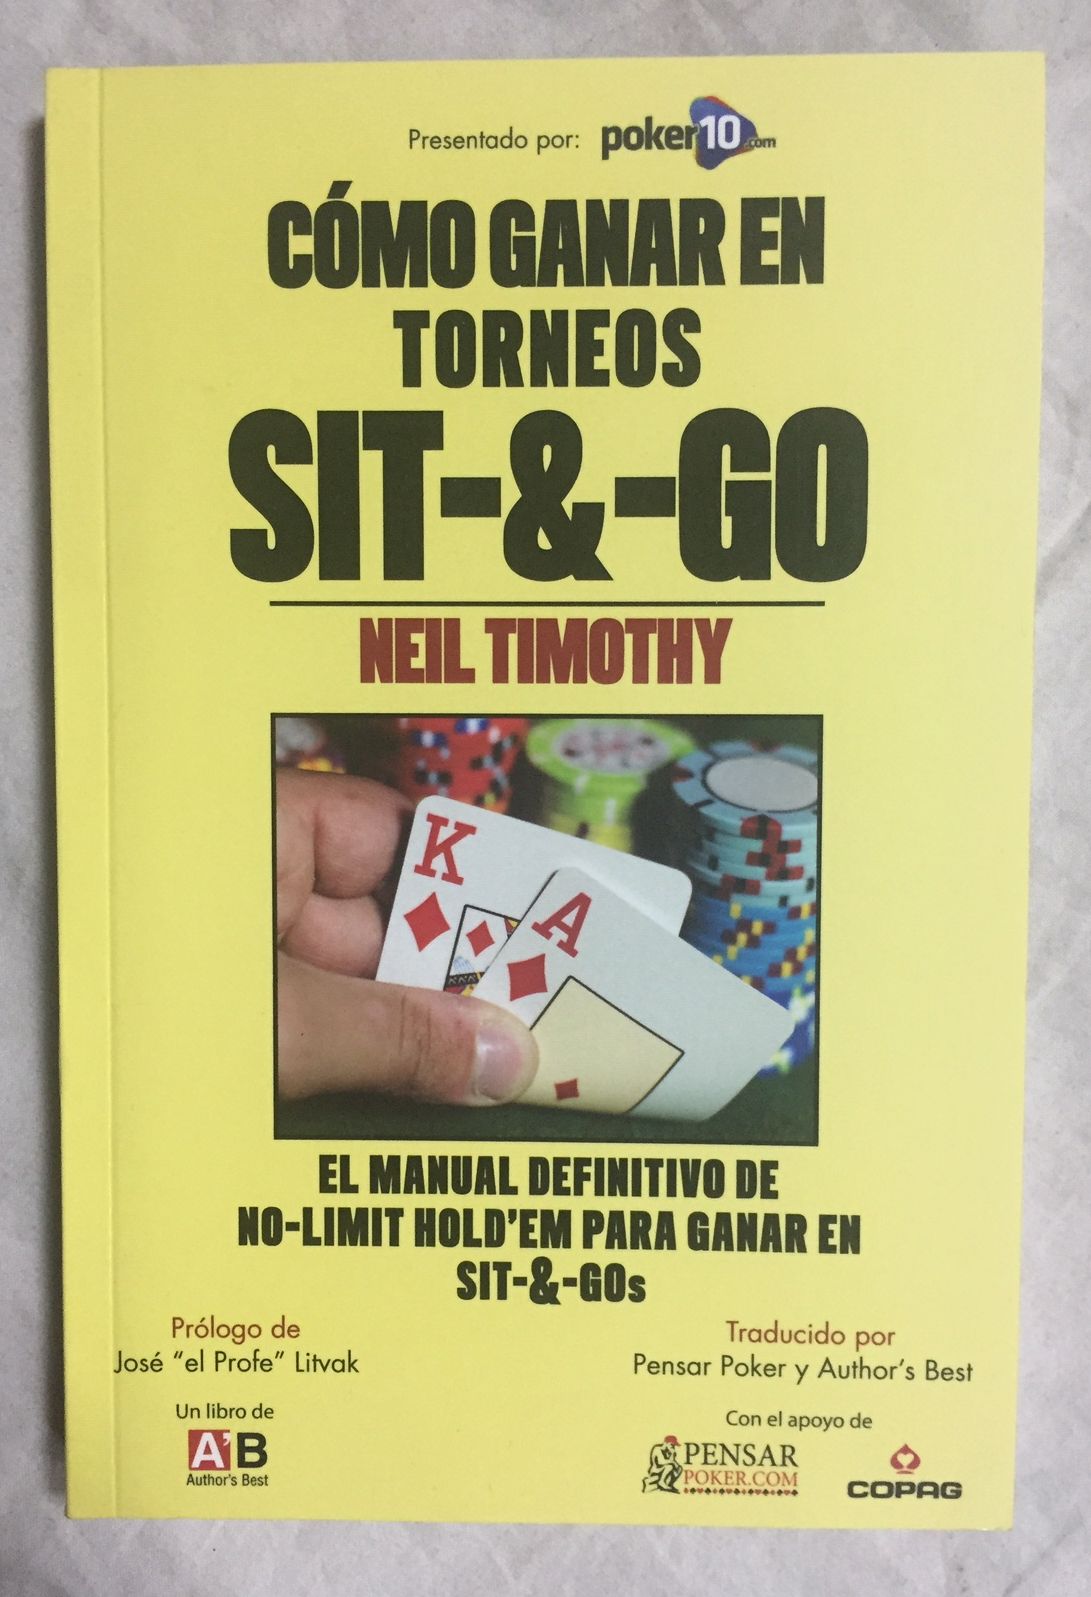 Presentado por: poker10.com
CÓMO GANAR EN
TORNEOS
SIT-&-GO
NEIL TIMOTHY
K
A
EL MANUAL DEFINITIVO DE
NO-LIMIT HOLD'EM PARA GANAR EN
SIT-&-GOs
Prólogo de
José "el Profe" Litvak
Traducido por
Pensar Poker y Author's Best
Un libro de
A'B
Author's Best
Con el apoyo de
PENSAR
POKER.COM
COPAG